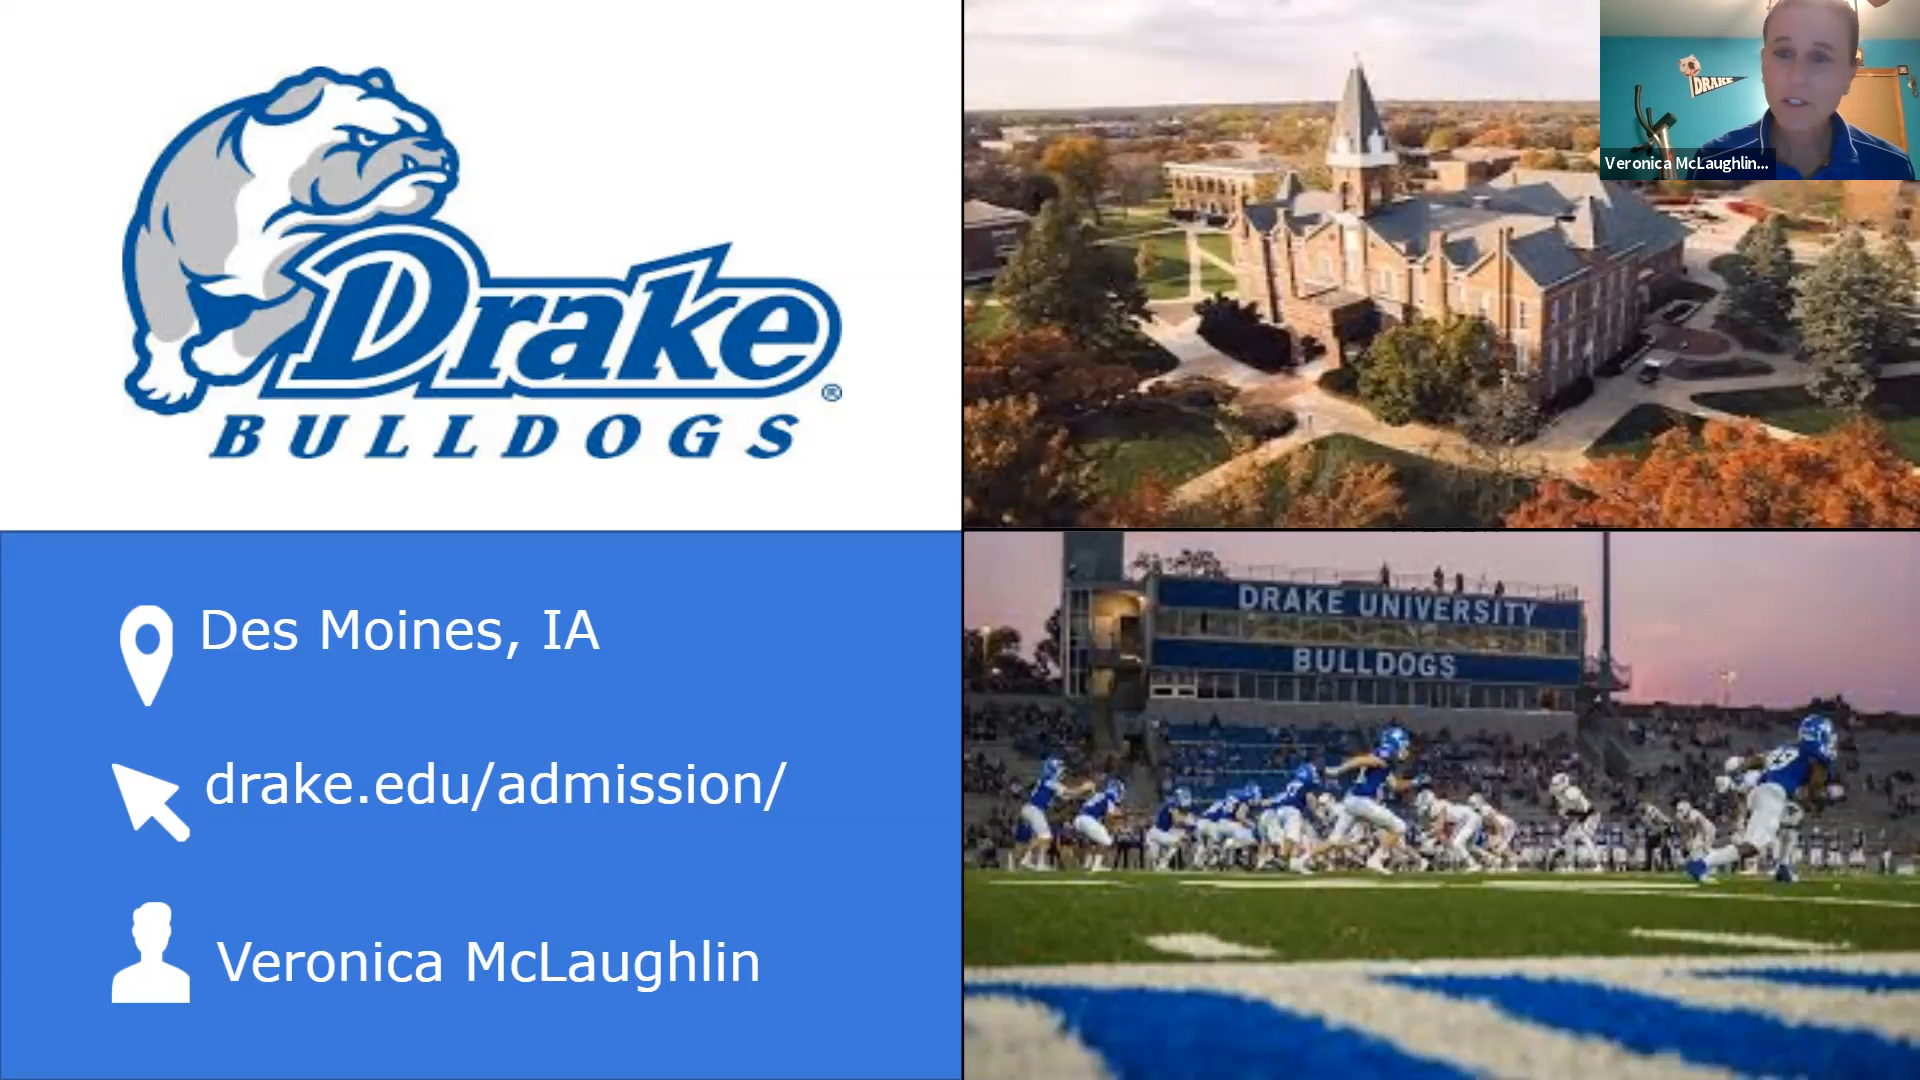 Drake
®
BULLDOGS
DRAKE
Veronica McLaughlin...
Des Moines, IA
drake.edu/admission/
Veronica McLaughlin
DRAKE UNIVERSITY
BULLDOGS